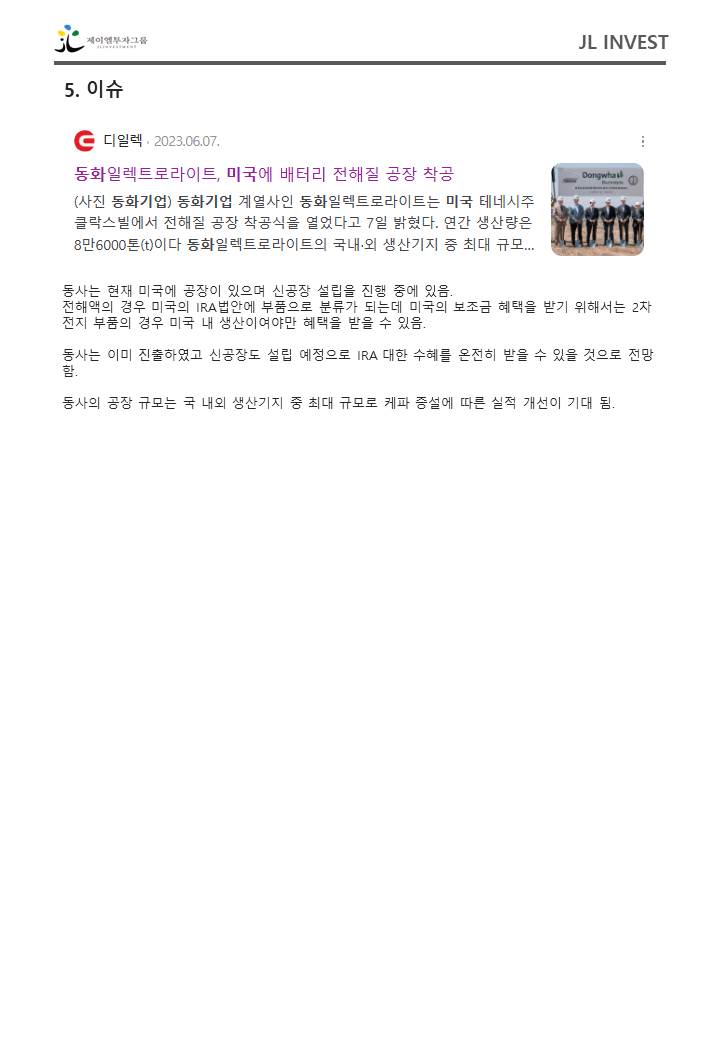 제이엘투자그룹
JL INVESTMENT
JL INVEST
5. 이슈
디일렉 · 2023.06.07.
동화일렉트로라이트, 미국에 배터리 전해질 공장 착공
(사진 동화기업) 동화기업 계열사인 동화일렉트로라이트는 미국 테네시주
클락스빌에서 전해질 공장 착공식을 열었다고 7일 밝혔다. 연간 생산량은
8만6000톤(t)이다 동화일렉트로라이트의 국내·외 생산기지 중 최대 규모...
Dongwha
동사는 현재 미국에 공장이 있으며 신공장 설립을 진행 중에 있음.
전해액의 경우 미국의 IRA법안에 부품으로 분류가 되는데 미국의 보조금 혜택을 받기 위해서는 2차
전지 부품의 경우 미국 내 생산이여야만 혜택을 받을 수 있음.
동사는 이미 진출하였고 신공장도 설립 예정으로 IRA 대한 수혜를 온전히 받을 수 있을 것으로 전망
함.
동사의 공장 규모는 국 내외 생산기지 중 최대 규모로 케파 증설에 따른 실적 개선이 기대 됨.